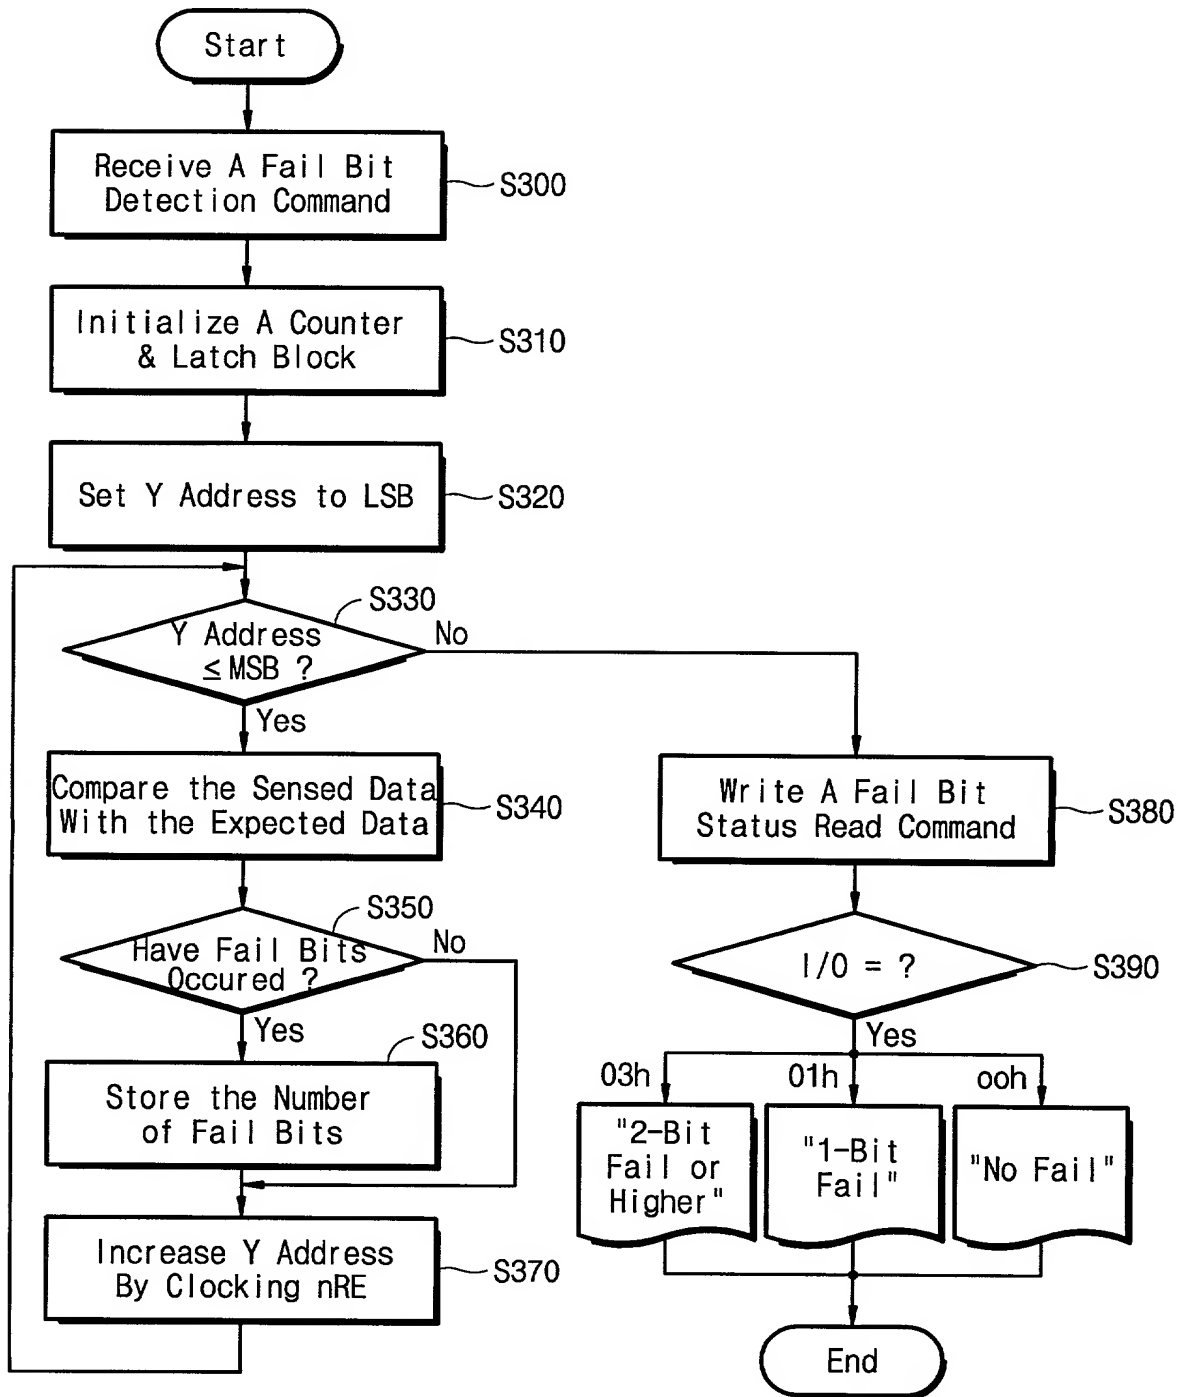 Start
Receive A Fail Bit
Detection Command
S300
Initialize A Counter
& Latch Block
S310
Set Y Address to LSB
S320
S330
Y Address
≤ MSB ?
No
Yes
Compare the Sensed Data
With the Expected Data
S340
S350
Have Fail Bits
Occured ?
No
Yes
S360
Store the Number
of Fail Bits
Increase Y Address
By Clocking nRE
S370
Write A Fail Bit
Status Read Command
S380
I/O = ?
S390
Yes
03h
01h
ooh
"2-Bit
Fail or
Higher"
"1-Bit
Fail"
"No Fail"
End